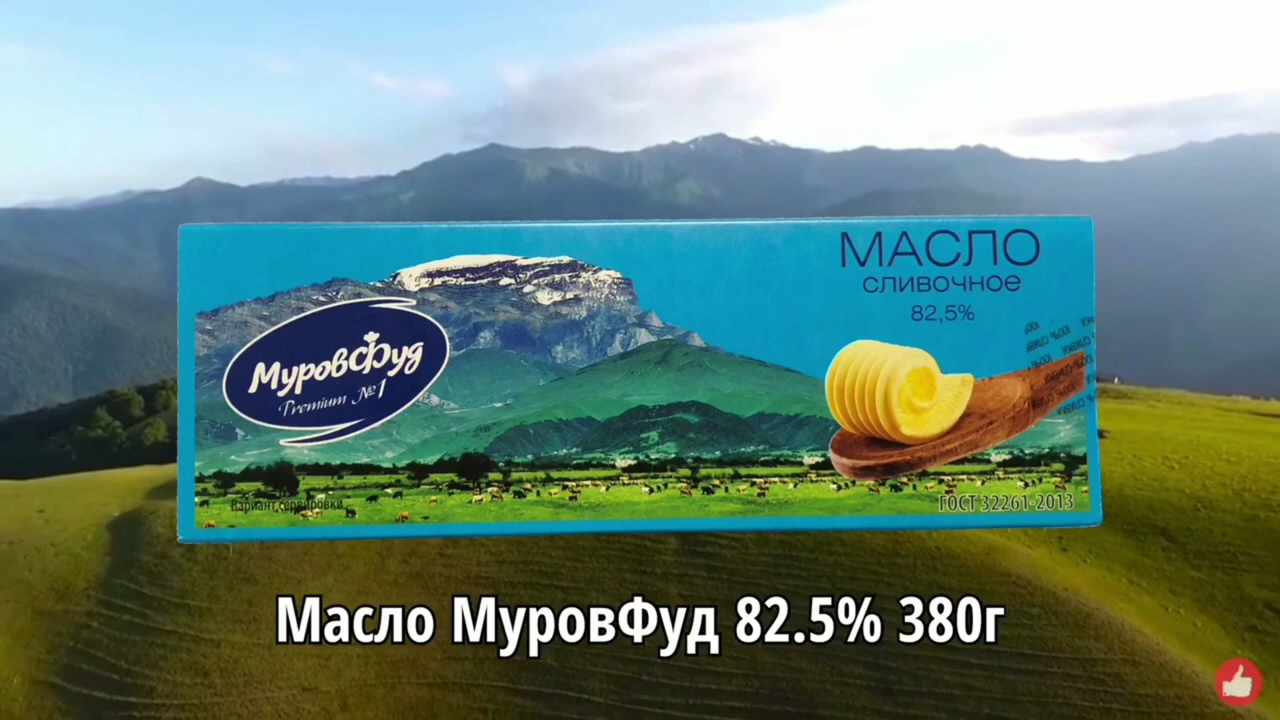 МАСЛО
сливочное
82,5%
МуровФуд
Premium №1
Вариант сервировки
ГОСТ 32261-2013
Масло МуровФуд 82.5% 380г